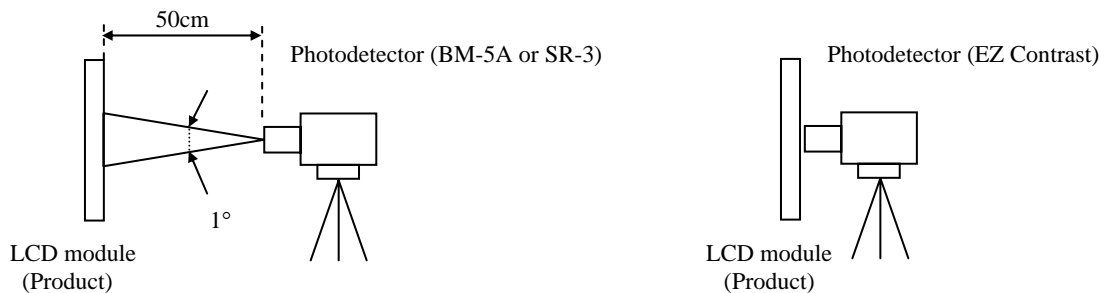 50cm
Photodetector (BM-5A or SR-3)
1°
LCD module
(Product)
Photodetector (EZ Contrast)
LCD module
(Product)